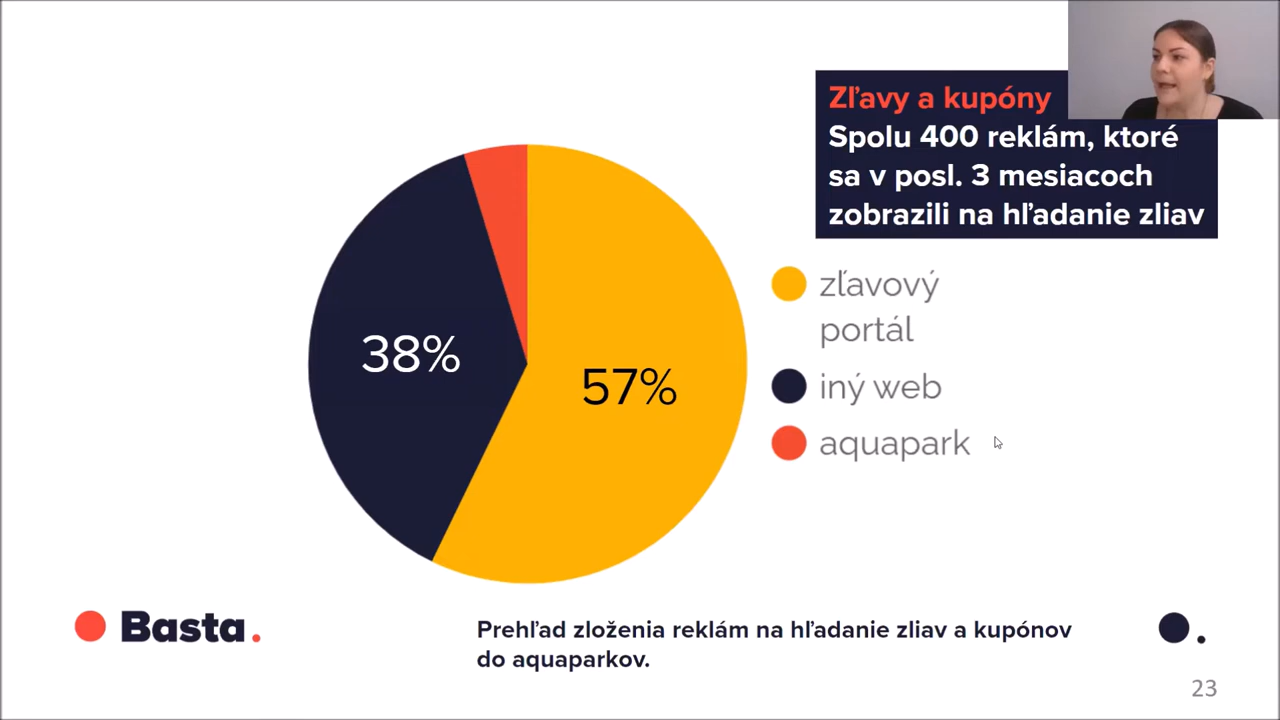 Zľavy a kupóny
Spolu 400 reklám, ktoré
sa v posl. 3 mesiacoch
zobrazili na hľadanie zliav
38%
57%
zľavový
portál
iný web
aquapark
Basta.
Prehľad zloženia reklám na hľadanie zliav a kupónov
do aquaparkov.
23